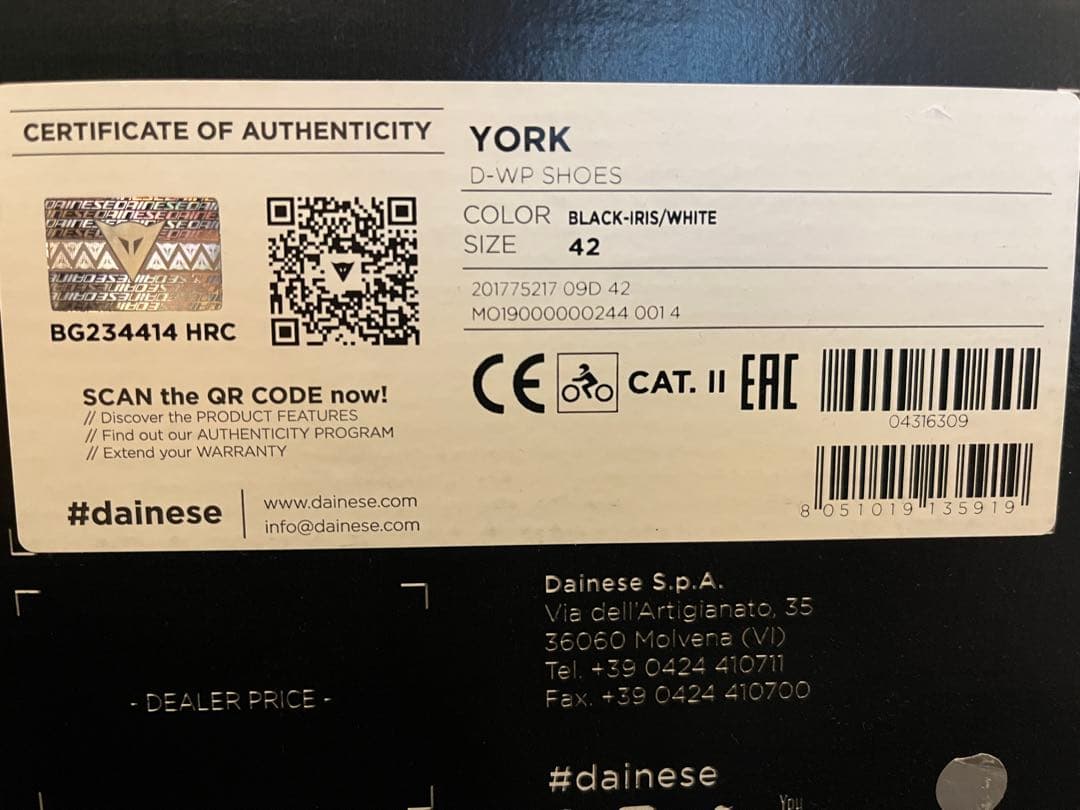 CERTIFICATE OF AUTHENTICITY
BG234414 HRC
SCAN the QR CODE now!
// Discover the PRODUCT FEATURES
// Find out our AUTHENTICITY PROGRAM
// Extend your WARRANTY
#dainese
www.dainese.com
info@dainese.com
YORK
D-WP SHOES
COLOR BLACK-IRIS/WHITE
SIZE 42
201775217 09D 42
MO19000000244 001 4
CE CAT. II EAC
04316309
8 051019 135919
- DEALER PRICE -
Dainese S.p.A.
Via dell'Artigianato, 35
36060 Molvena (VI)
Tel. +39 0424 410711
Fax. +39 0424 410700
#dainese
You